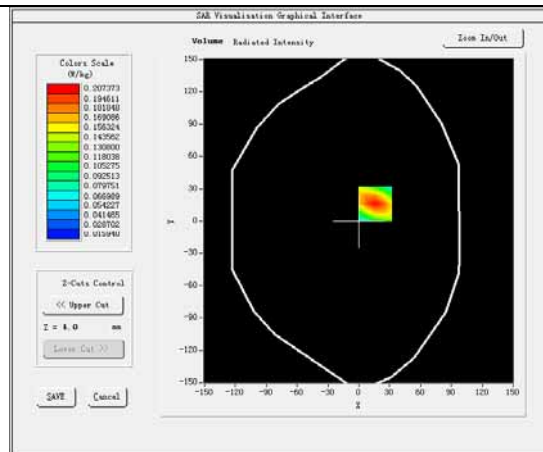 SAR Visualisation Graphical Interface
Volume Radiated Intensity
Zoom In/Out
Colors Scale
(W/kg)
0.207373
0.194611
0.181848
0.169086
0.156324
0.143562
0.130800
0.118038
0.105275
0.092513
0.079751
0.066989
0.054227
0.041465
0.028702
0.015940
Z-Cuts Control
<< Upper Cut
Z = 4.0 mm
Lower Cut >>
SAVE Cancel
150
120
90
60
30
0
-30
-60
-90
-120
-150
Y
-150 -120 -90 -60 -30 0 30 60 90 120 150